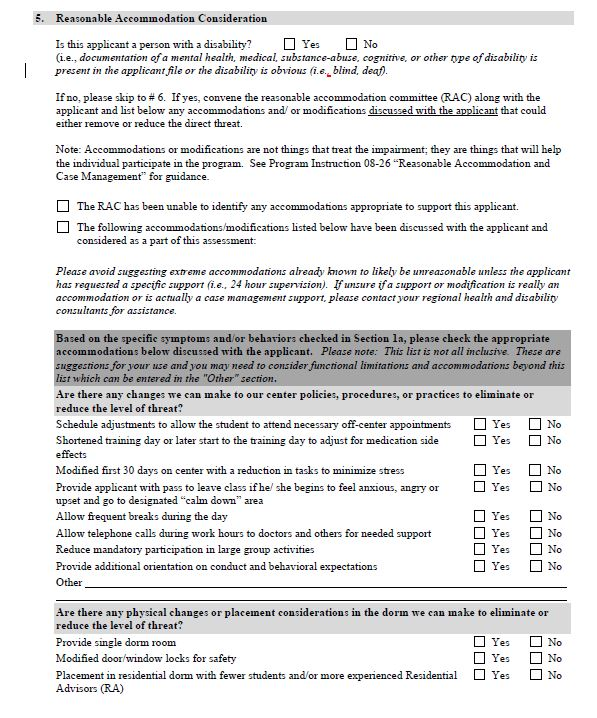 5. Reasonable Accommodation Consideration
Is this applicant a person with a disability? ☐ Yes ☐ No
(i.e., documentation of a mental health, medical, substance-abuse, cognitive, or other type of disability is
present in the applicant file or the disability is obvious (i.e., blind, deaf).
If no, please skip to # 6. If yes, convene the reasonable accommodation committee (RAC) along with the
applicant and list below any accommodations and/ or modifications discussed with the applicant that could
either remove or reduce the direct threat.
Note: Accommodations or modifications are not things that treat the impairment; they are things that will help
the individual participate in the program. See Program Instruction 08-26 “Reasonable Accommodation and
Case Management” for guidance.
☐ The RAC has been unable to identify any accommodations appropriate to support this applicant.
☐ The following accommodations/modifications listed below have been discussed with the applicant and
considered as a part of this assessment:
Please avoid suggesting extreme accommodations already known to likely be unreasonable unless the applicant
has requested a specific support (i.e., 24 hour supervision). If unsure if a support or modification is really an
accommodation or is actually a case management support, please contact your regional health and disability
consultants for assistance.
Based on the specific symptoms and/or behaviors checked in Section 1a, please check the appropriate
accommodations below discussed with the applicant. Please note: This list is not all inclusive. These are
suggestions for your use and you may need to consider functional limitations and accommodations beyond this
list which can be entered in the "Other" section.
Are there any changes we can make to our center policies, procedures, or practices to eliminate or
reduce the level of threat?
Schedule adjustments to allow the student to attend necessary off-center appointments ☐ Yes ☐ No
Shortened training day or later start to the training day to adjust for medication side ☐ Yes ☐ No
effects
Modified first 30 days on center with a reduction in tasks to minimize stress ☐ Yes ☐ No
Provide applicant with pass to leave class if he/ she begins to feel anxious, angry or ☐ Yes ☐ No
upset and go to designated “calm down” area
Allow frequent breaks during the day ☐ Yes ☐ No
Allow telephone calls during work hours to doctors and others for needed support ☐ Yes ☐ No
Reduce mandatory participation in large group activities ☐ Yes ☐ No
Provide additional orientation on conduct and behavioral expectations ☐ Yes ☐ No
Other
Are there any physical changes or placement considerations in the dorm we can make to eliminate or
reduce the level of threat?
Provide single dorm room ☐ Yes ☐ No
Modified door/window locks for safety ☐ Yes ☐ No
Placement in residential dorm with fewer students and/or more experienced Residential ☐ Yes ☐ No
Advisors (RA)